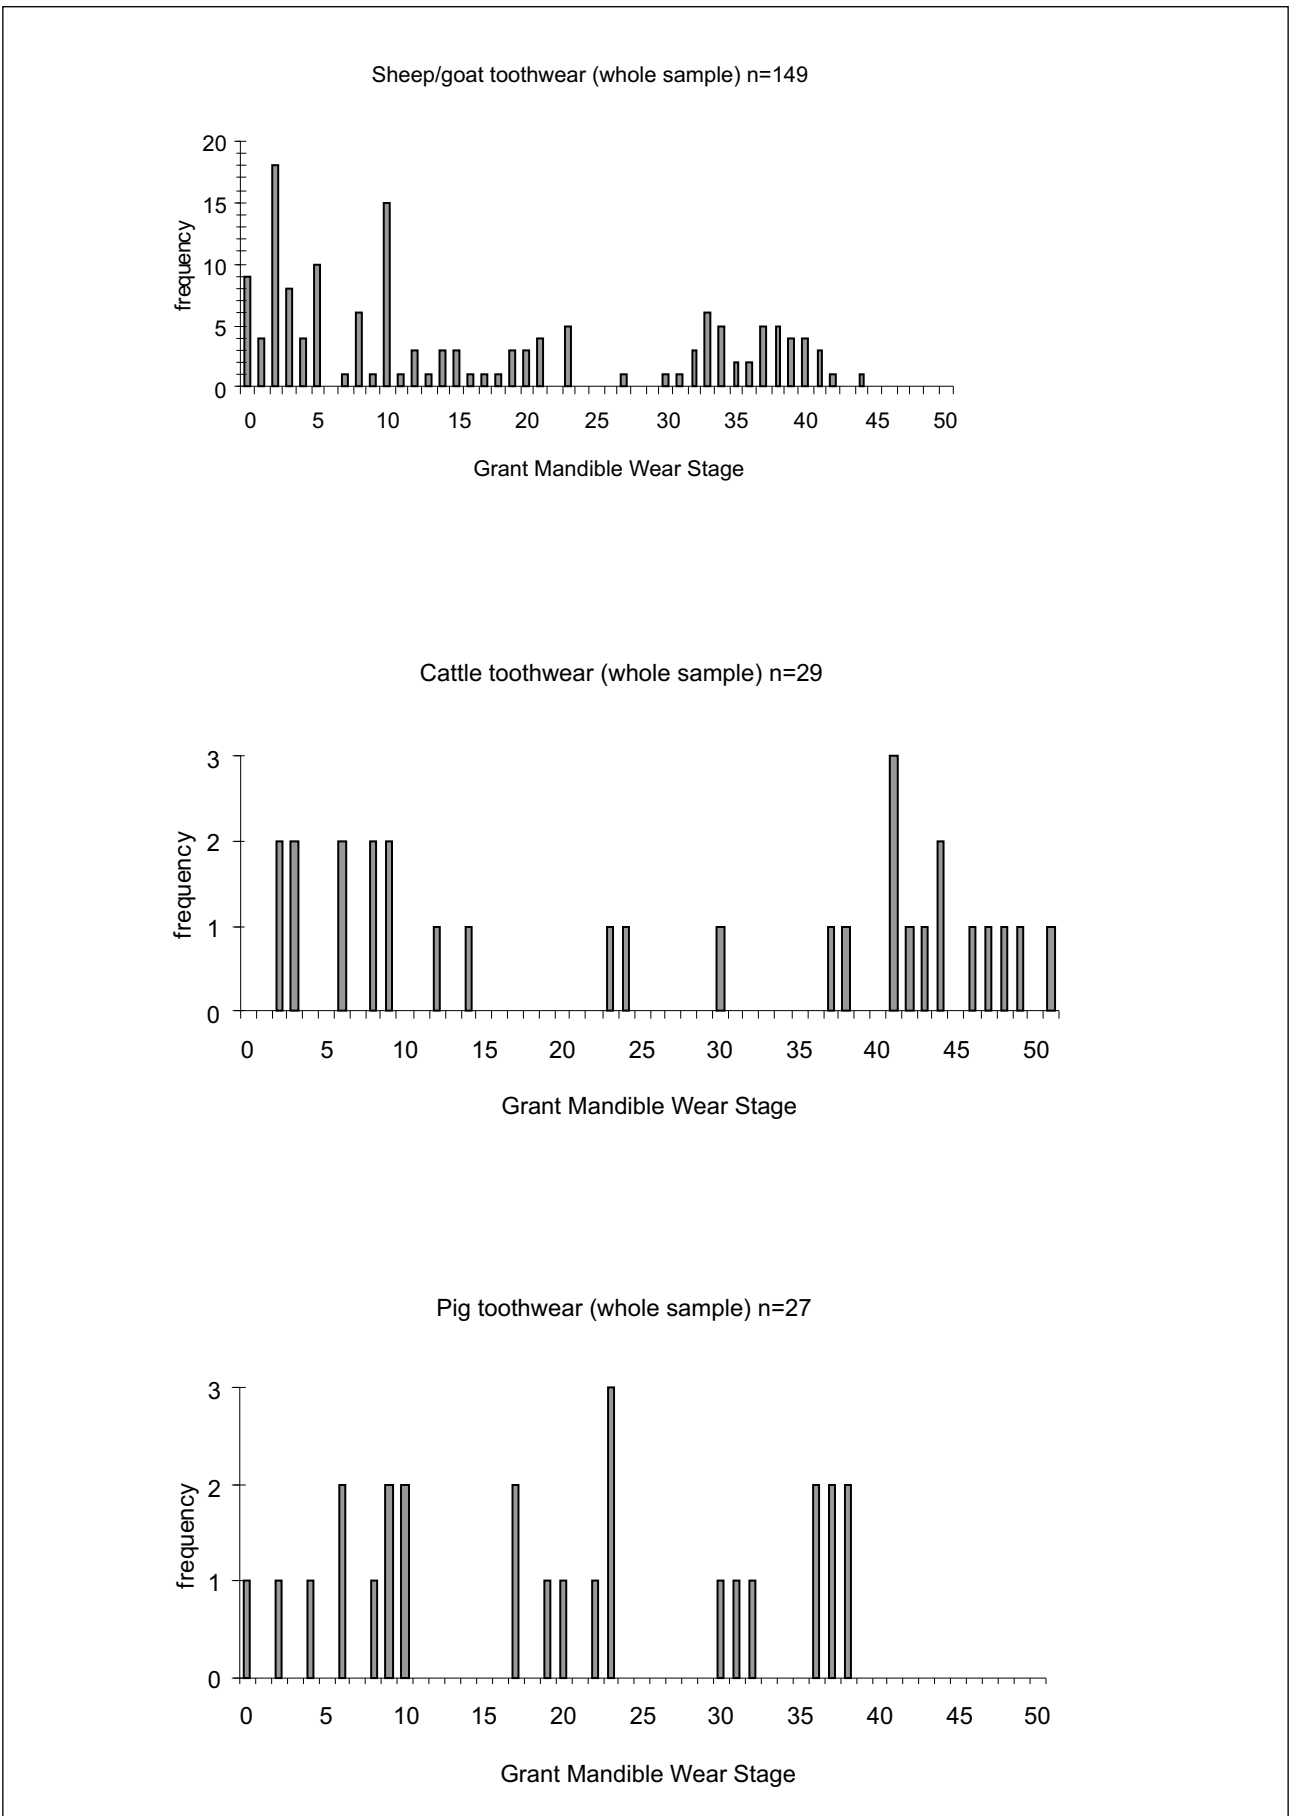 Sheep/goat toothwear (whole sample) n=149
20
15
10
5
0
frequency
0 5 10 15 20 25 30 35 40 45 50
Grant Mandible Wear Stage
Cattle toothwear (whole sample) n=29
3
2
1
0
frequency
0 5 10 15 20 25 30 35 40 45 50
Grant Mandible Wear Stage
Pig toothwear (whole sample) n=27
3
2
1
0
frequency
0 5 10 15 20 25 30 35 40 45 50
Grant Mandible Wear Stage